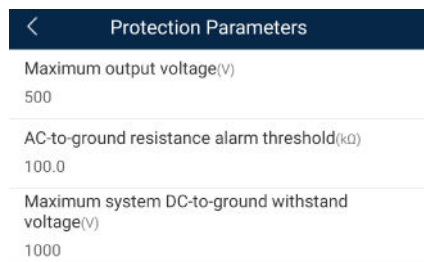 Protection Parameters
Maximum output voltage(V)
500
AC-to-ground resistance alarm threshold(kΩ)
100.0
Maximum system DC-to-ground withstand
voltage(V)
1000